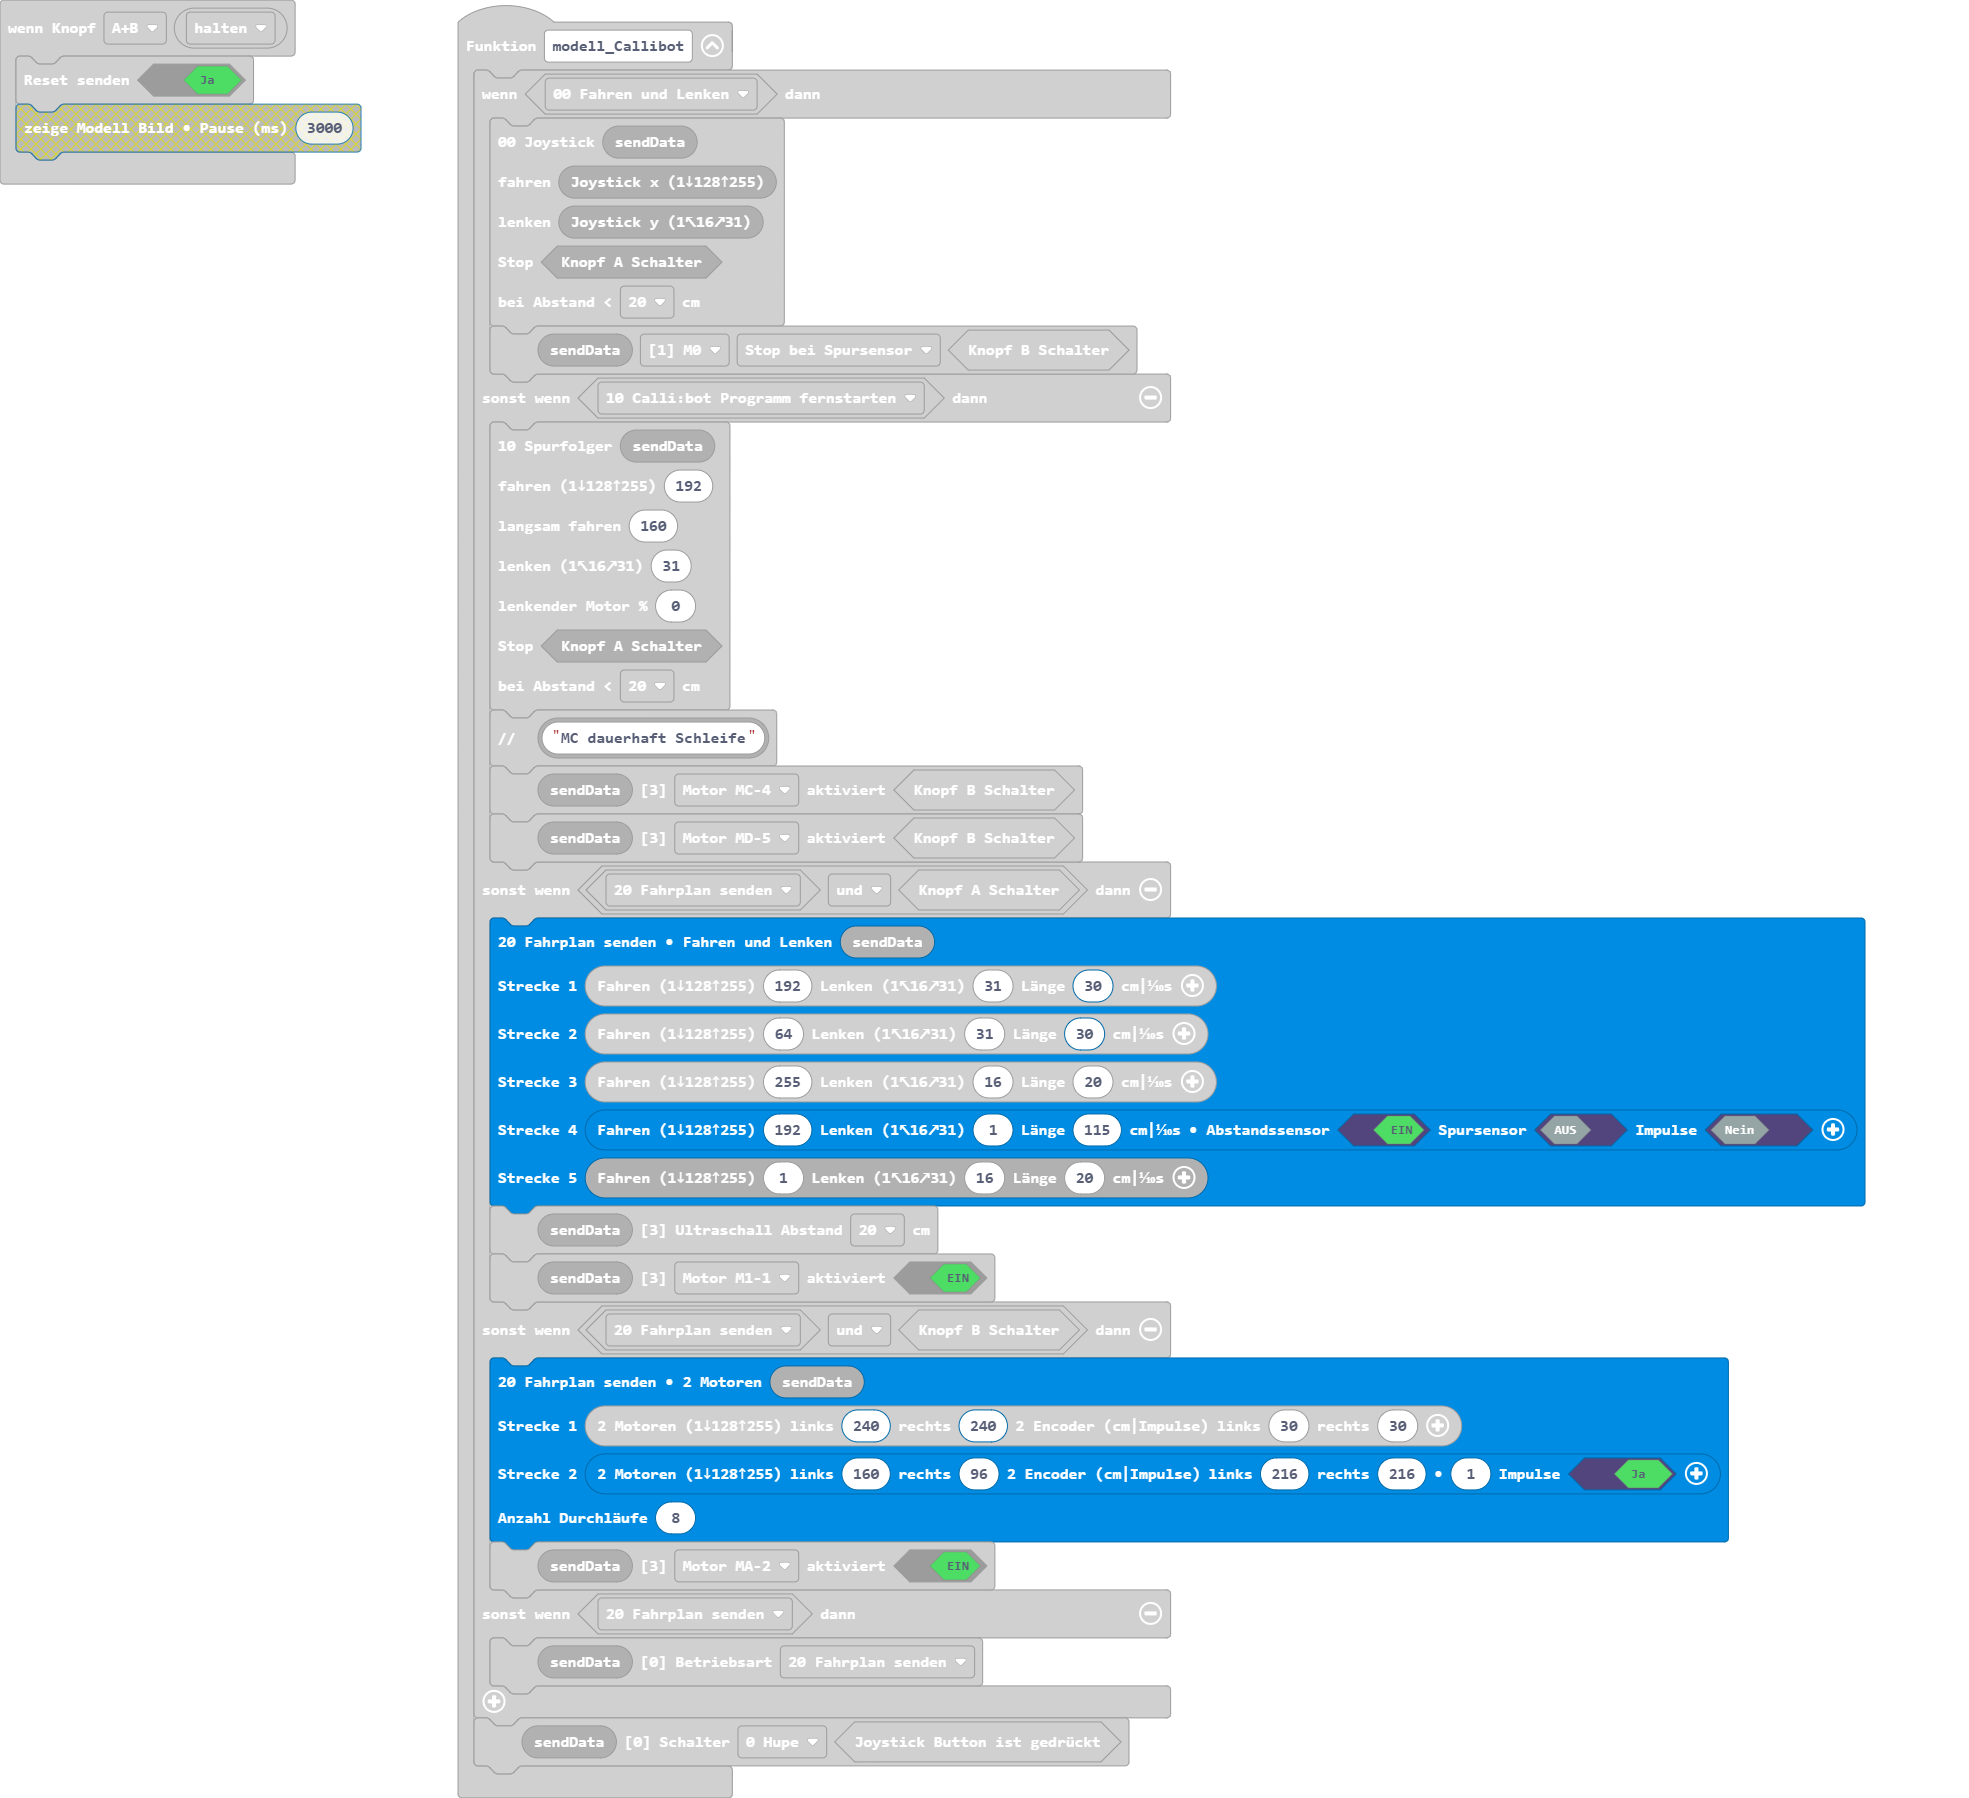 wenn Knopf A+B halten
Reset senden Ja
zeige Modell Bild • Pause (ms) 3000
Funktion modell_Callibot
wenn 00 Fahren und Lenken dann
00 Joystick sendData
fahren Joystick x (1↓128↑255)
lenken Joystick y (1↖16↗31)
Stop Knopf A Schalter
bei Abstand < 20 cm
sendData [1] M0 Stop bei Spursensor Knopf B Schalter
sonst wenn 10 Calli:bot Programm fernstarten dann
10 Spurfolger sendData
fahren (1↓128↑255) 192
langsam fahren 160
lenken (1↖16↗31) 31
lenkender Motor % 0
Stop Knopf A Schalter
bei Abstand < 20 cm
// "MC dauerhaft Schleife"
sendData [3] Motor MC-4 aktiviert Knopf B Schalter
sendData [3] Motor MD-5 aktiviert Knopf B Schalter
sonst wenn 20 Fahrplan senden und Knopf A Schalter dann
20 Fahrplan senden • Fahren und Lenken sendData
Strecke 1 Fahren (1↓128↑255) 192 Lenken (1↖16↗31) 31 Länge 30 cm|⅒s
Strecke 2 Fahren (1↓128↑255) 64 Lenken (1↖16↗31) 31 Länge 30 cm|⅒s
Strecke 3 Fahren (1↓128↑255) 255 Lenken (1↖16↗31) 16 Länge 20 cm|⅒s
Strecke 4 Fahren (1↓128↑255) 192 Lenken (1↖16↗31) 1 Länge 115 cm|⅒s • Abstandssensor EIN Spursensor AUS Impulse Nein
Strecke 5 Fahren (1↓128↑255) 1 Lenken (1↖16↗31) 16 Länge 20 cm|⅒s
sendData [3] Ultraschall Abstand 20 cm
sendData [3] Motor M1-1 aktiviert EIN
sonst wenn 20 Fahrplan senden und Knopf B Schalter dann
20 Fahrplan senden • 2 Motoren sendData
Strecke 1 2 Motoren (1↓128↑255) links 240 rechts 240 2 Encoder (cm|Impulse) links 30 rechts 30
Strecke 2 2 Motoren (1↓128↑255) links 160 rechts 96 2 Encoder (cm|Impulse) links 216 rechts 216 • 1 Impulse Ja
Anzahl Durchläufe 8
sendData [3] Motor MA-2 aktiviert EIN
sonst wenn 20 Fahrplan senden dann
sendData [0] Betriebsart 20 Fahrplan senden
sendData [0] Schalter 0 Hupe Joystick Button ist gedrückt